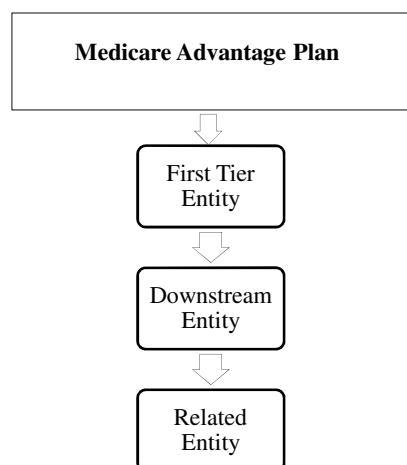 Medicare Advantage Plan
First Tier
Entity
Downstream
Entity
Related
Entity